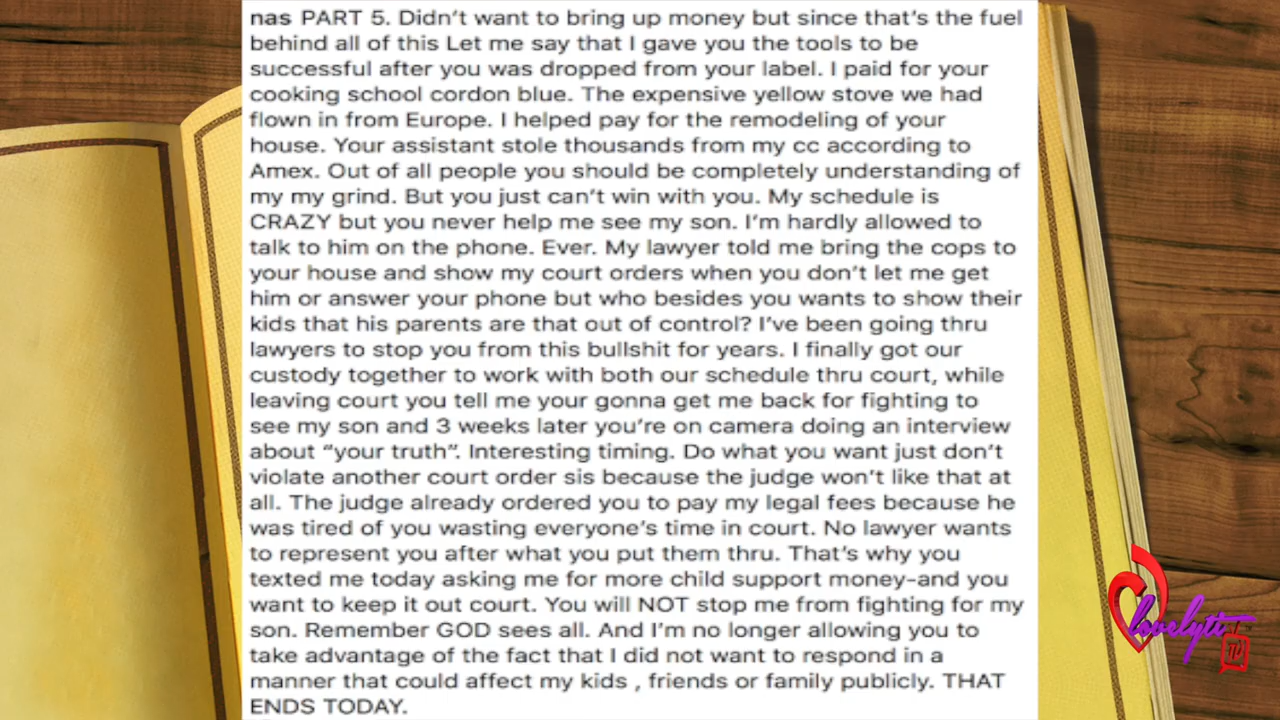 nas PART 5. Didn't want to bring up money but since that's the fuel
behind all of this Let me say that I gave you the tools to be
successful after you was dropped from your label. I paid for your
cooking school cordon blue. The expensive yellow stove we had
flown in from Europe. I helped pay for the remodeling of your
house. Your assistant stole thousands from my cc according to
Amex. Out of all people you should be completely understanding of
my my grind. But you just can't win with you. My schedule is
CRAZY but you never help me see my son. I'm hardly allowed to
talk to him on the phone. Ever. My lawyer told me bring the cops to
your house and show my court orders when you don't let me get
him or answer your phone but who besides you wants to show their
kids that his parents are that out of control? I've been going thru
lawyers to stop you from this bullshit for years. I finally got our
custody together to work with both our schedule thru court, while
leaving court you tell me your gonna get me back for fighting to
see my son and 3 weeks later you're on camera doing an interview
about “your truth”. Interesting timing. Do what you want just don't
violate another court order sis because the judge won't like that at
all. The judge already ordered you to pay my legal fees because he
was tired of you wasting everyone's time in court. No lawyer wants
to represent you after what you put them thru. That's why you
texted me today asking me for more child support money-and you
want to keep it out court. You will NOT stop me from fighting for my
son. Remember GOD sees all. And I'm no longer allowing you to
take advantage of the fact that I did not want to respond in a
manner that could affect my kids , friends or family publicly. THAT
ENDS TODAY.
lovelyti